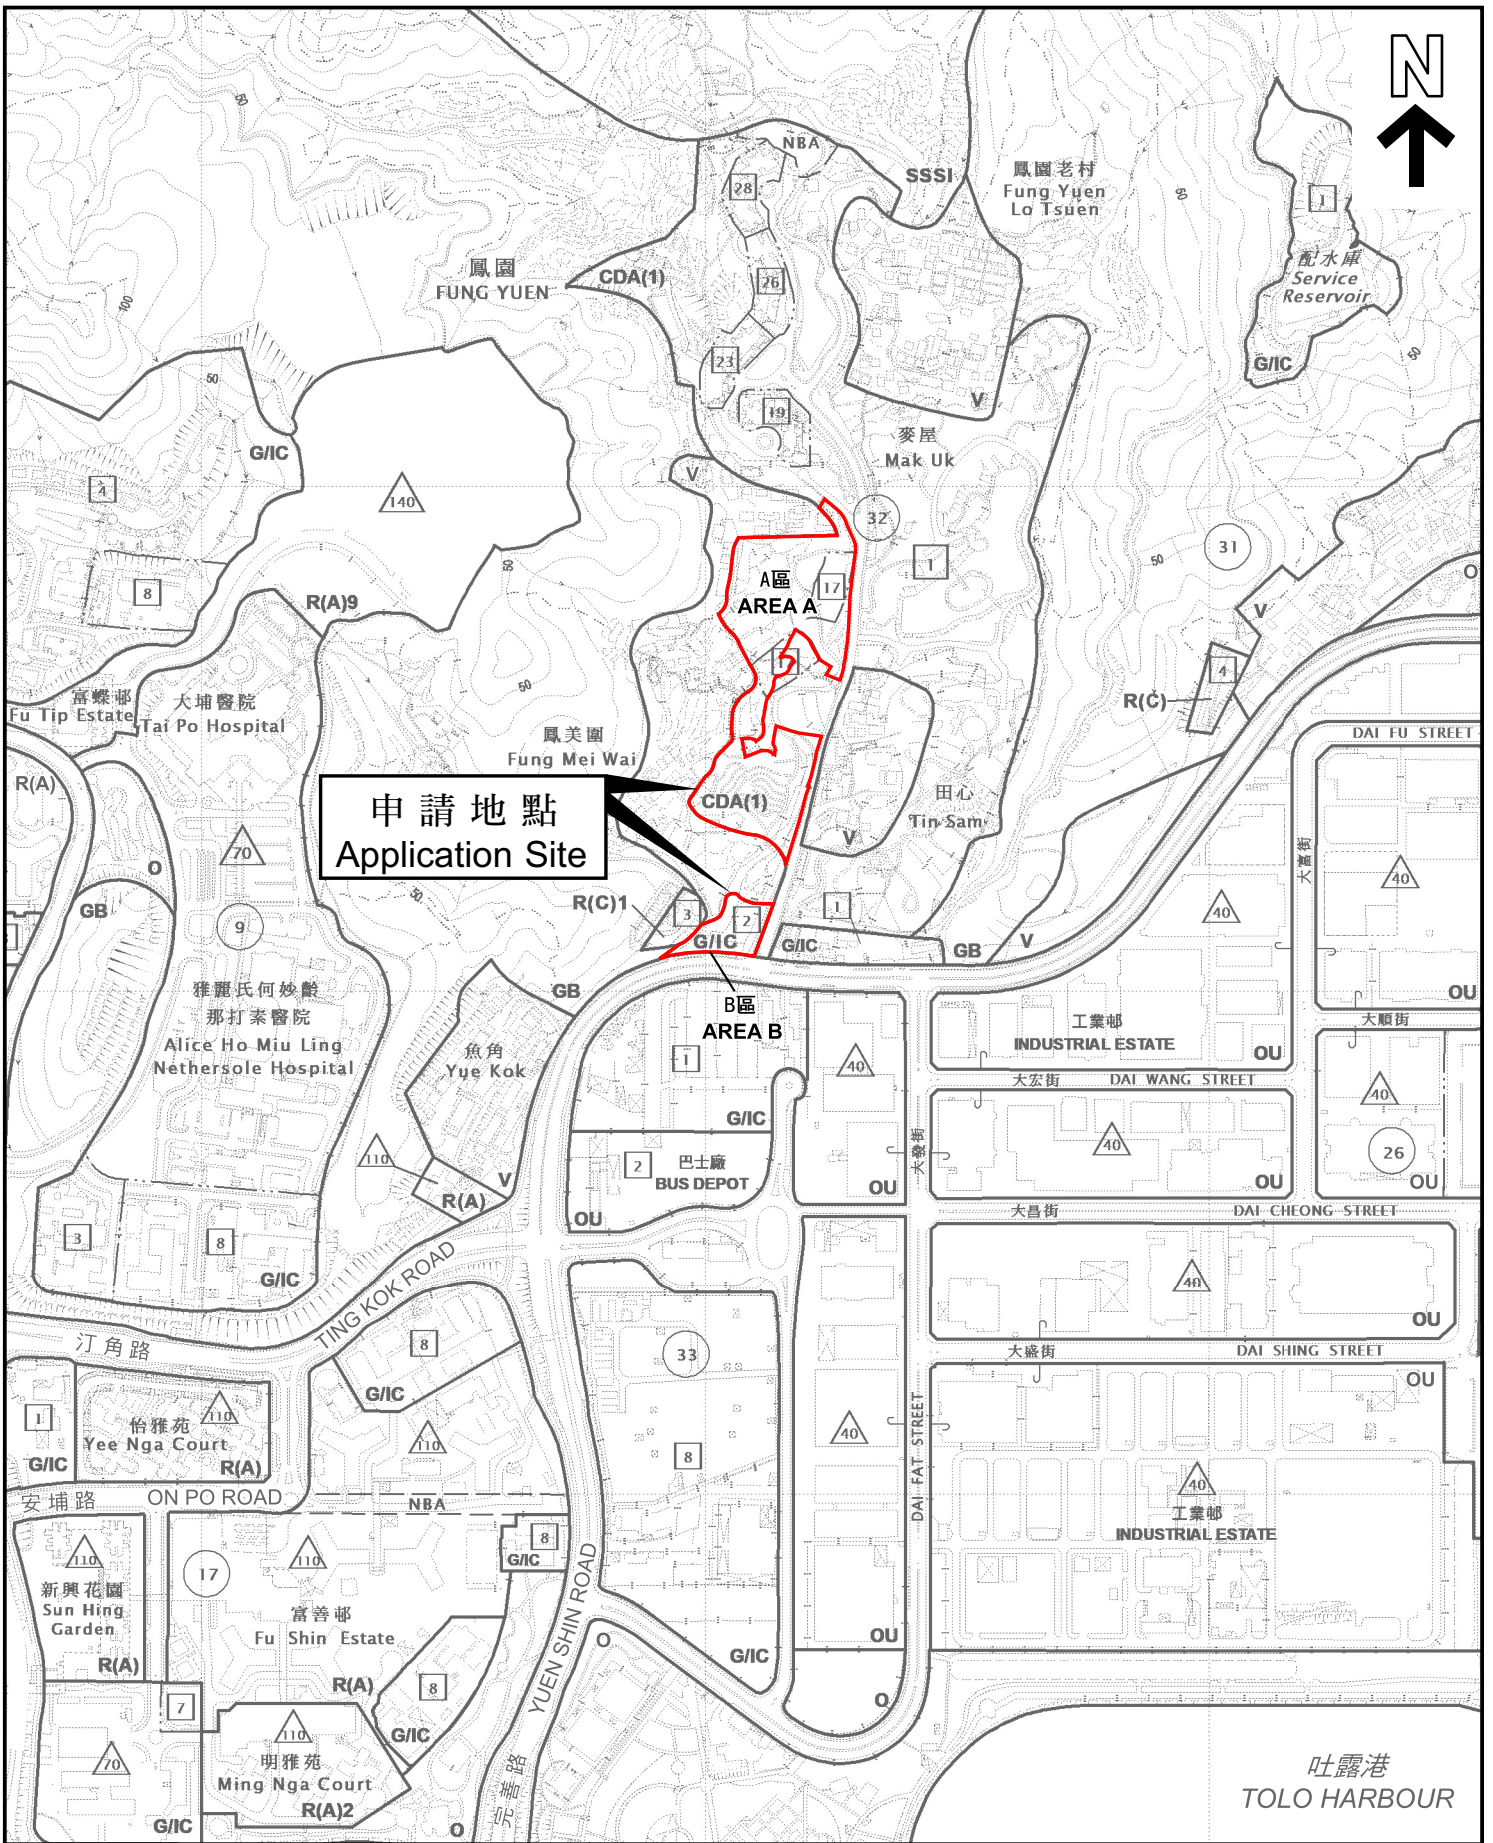 N
NBA
28
SSSI
鳳園老村
Fung Yuen
Lo Tsuen
50
50
1
配水庫
Service
Reservoir
鳳園
FUNG YUEN
CDA(1)
26
100
23
G/IC
50
50
19
V
麥屋
Mak Uk
G/IC
V
4
140
32
31
1
50
50
A區
AREA A
17
O
8
R(A)9
V
1
4
R(C)
50
富蝶邨
Fu Tip Estate
大埔醫院
Tai Po Hospital
鳳美圍
Fung Mei Wai
DAI FU STREET
R(A)
申請地點
Application Site
CDA(1)
田心
Tin Sam
V
70
O
大富街
40
40
GB
50
R(C)1
3
2
1
9
G/IC
G/IC
GB
V
雅麗氏何妙齡
那打素醫院
Alice Ho Miu Ling
Nethersole Hospital
GB
B區
AREA B
OU
工業邨
INDUSTRIAL ESTATE
大順街
OU
魚角
Yue Kok
1
40
大宏街
DAI WANG STREET
40
G/IC
大發街
40
26
110
2
巴士廠
BUS DEPOT
V
R(A)
OU
OU
OU
OU
大昌街
DAI CHEONG STREET
3
8
G/IC
TING KOK ROAD
40
OU
汀角路
8
33
大盛街
DAI SHING STREET
G/IC
OU
1
怡雅苑
Yee Nga Court
110
110
DAI FAT STREET
40
8
G/IC
R(A)
安埔路
ON PO ROAD
NBA
40
工業邨
INDUSTRIAL ESTATE
110
110
8
G/IC
17
新興花園
Sun Hing
Garden
富善邨
Fu Shin Estate
YUEN SHIN ROAD
O
OU
G/IC
R(A)
R(A)
8
7
O
110
G/IC
70
明雅苑
Ming Nga Court
R(A)2
完善路
G/IC
O
吐露港
TOLO HARBOUR